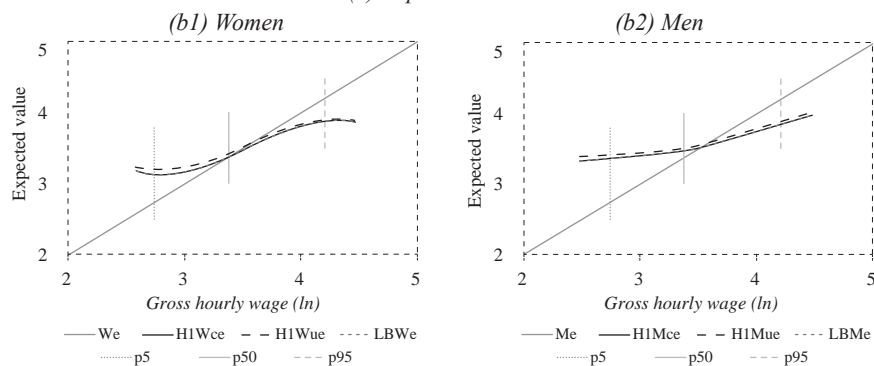 (b1) Women
(b2) Men
5
4
3
2
Expected value
2 3 4 5
Gross hourly wage (ln)
We H1Wce H1Wue LBWe
p5 p50 p95
5
4
3
2
Expected value
2 3 4 5
Gross hourly wage (ln)
Me H1Mce H1Mue LBMe
p5 p50 p95